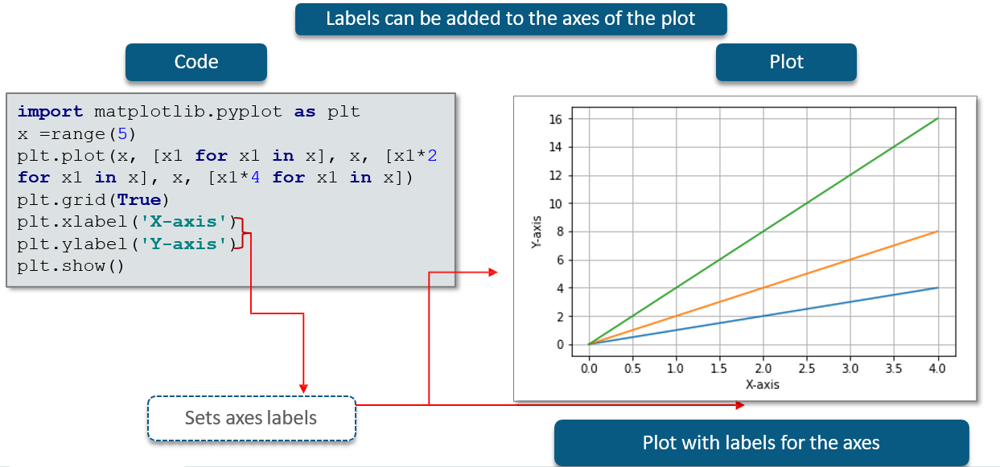 Labels can be added to the axes of the plot
Code
Plot
import matplotlib.pyplot as plt
x =range(5)
plt.plot(x, [x1 for x1 in x], x, [x1*2
for x1 in x], x, [x1*4 for x1 in x])
plt.grid(True)
plt.xlabel('X-axis')
plt.ylabel('Y-axis')
plt.show()
16
14
12
10
8
6
4
2
0
Y-axis
0.0 0.5 1.0 1.5 2.0 2.5 3.0 3.5 4.0
X-axis
Sets axes labels
Plot with labels for the axes